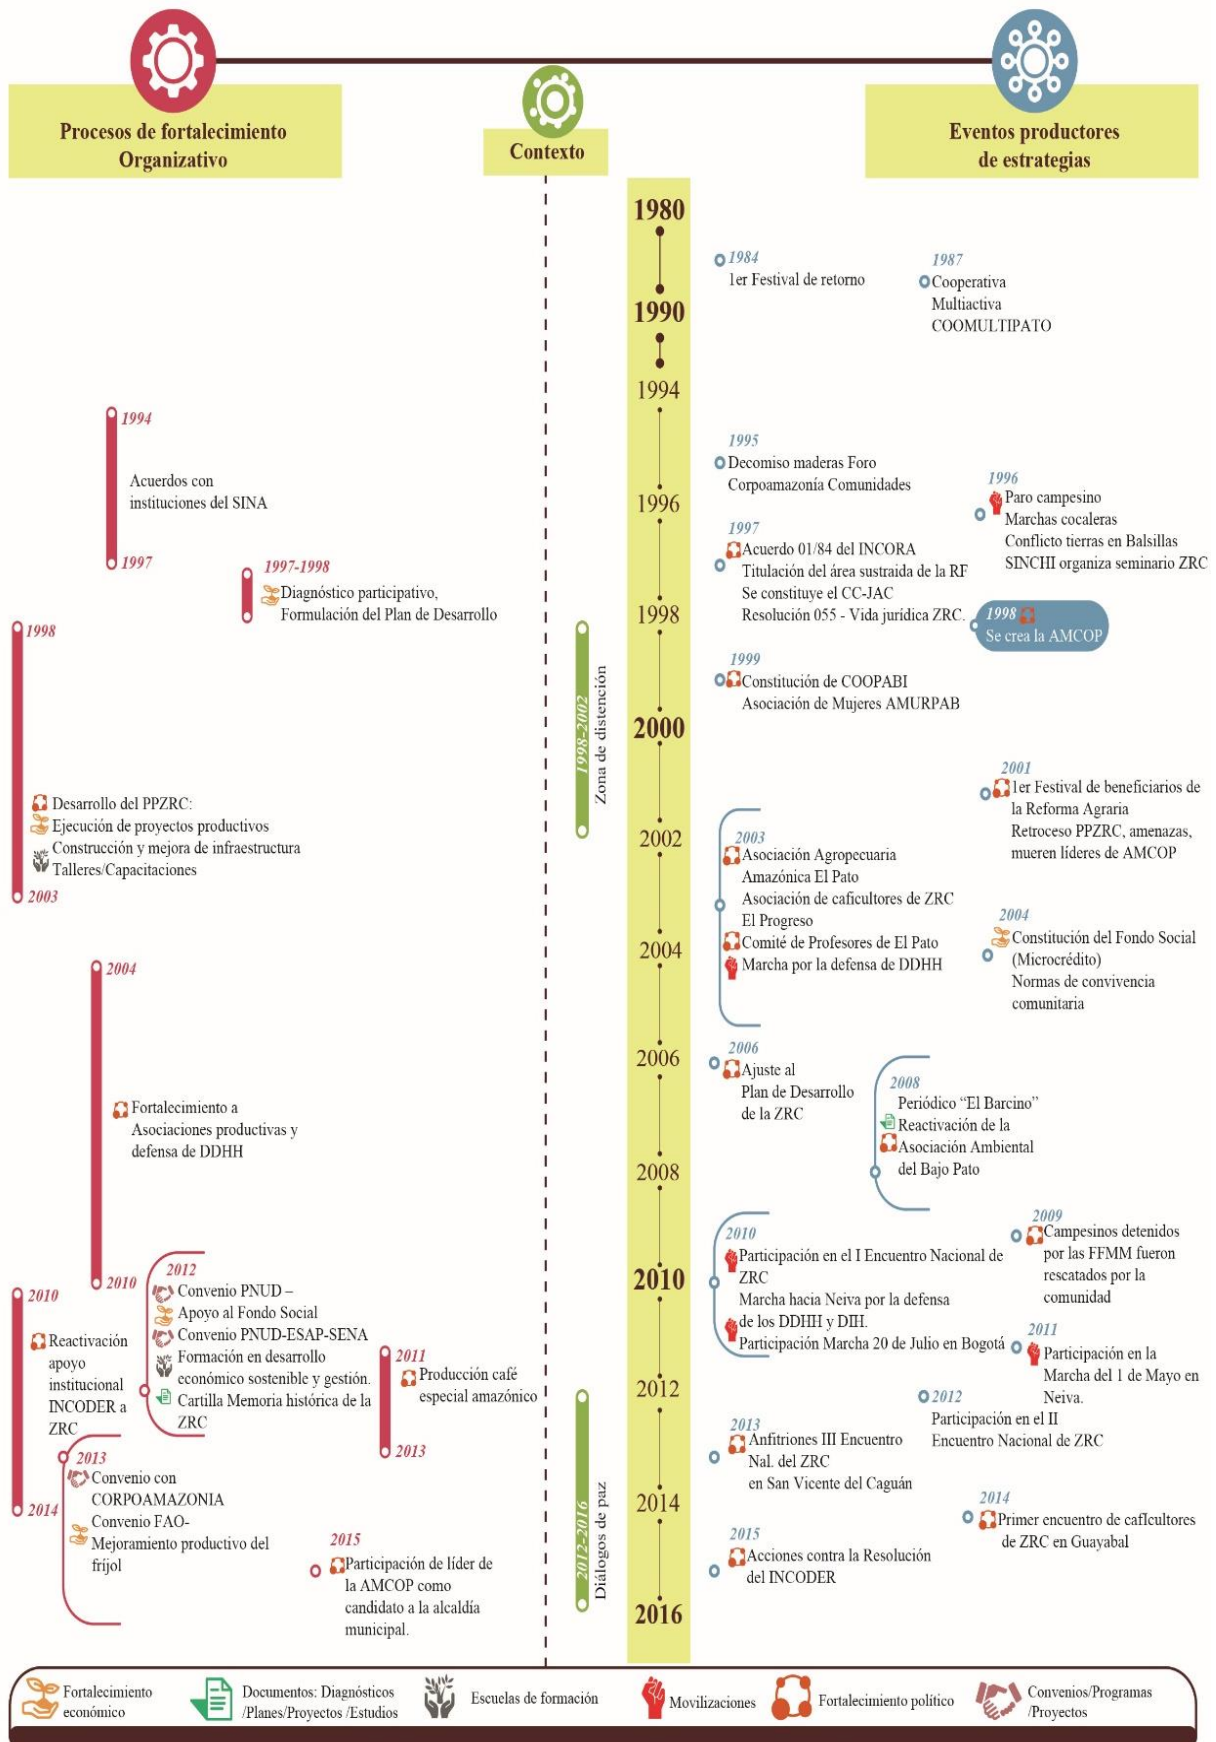 Procesos de fortalecimiento
Organizativo
Contexto
Eventos productores
de estrategias
1980
1990
1994
1996
1998
2000
2002
2004
2006
2008
2010
2012
2014
2016
1994
Acuerdos con
instituciones del SINA
1997
1997-1998
Diagnóstico participativo,
Formulación del Plan de Desarrollo
1998
Desarrollo del PPZRC:
Ejecución de proyectos productivos
Construcción y mejora de infraestructura
Talleres/Capacitaciones
2003
2004
Fortalecimiento a
Asociaciones productivas y
defensa de DDHH
2010
2010
Reactivación
apoyo
institucional
INCODER a
ZRC
2014
2012
Convenio PNUD –
Apoyo al Fondo Social
Convenio PNUD-ESAP-SENA
Formación en desarrollo
económico sostenible y gestión.
Cartilla Memoria histórica de la
ZRC
2011
Producción café
especial amazónico
2013
2013
Convenio con
CORPOAMAZONIA
Convenio FAO-
Mejoramiento productivo del
fríjol
2015
Participación de líder de
la AMCOP como
candidato a la alcaldía
municipal.
1998-2002
Zona de distención
2012-2016
Diálogos de paz
1984
1er Festival de retorno
1987
Cooperativa
Multiactiva
COOMULTIPATO
1995
Decomiso maderas Foro
Corpoamazonía Comunidades
1996
Paro campesino
Marchas cocaleras
Conflicto tierras en Balsillas
SINCHI organiza seminario ZRC
1997
Acuerdo 01/84 del INCORA
Titulación del área sustraida de la RF
Se constituye el CC-JAC
Resolución 055 - Vida jurídica ZRC.
1998
Se crea la AMCOP
1999
Constitución de COOPABI
Asociación de Mujeres AMURPAB
2001
1er Festival de beneficiarios de
la Reforma Agraria
Retroceso PPZRC, amenazas,
mueren líderes de AMCOP
2003
Asociación Agropecuaria
Amazónica El Pato
Asociación de caficultores de ZRC
El Progreso
Comité de Profesores de El Pato
Marcha por la defensa de DDHH
2004
Constitución del Fondo Social
(Microcrédito)
Normas de convivencia
comunitaria
2006
Ajuste al
Plan de Desarrollo
de la ZRC
2008
Periódico “El Barcino”
Reactivación de la
Asociación Ambiental
del Bajo Pato
2009
Campesinos detenidos
por las FFMM fueron
rescatados por la
comunidad
2010
Participación en el I Encuentro Nacional de
ZRC
Marcha hacia Neiva por la defensa
de los DDHH y DIH.
Participación Marcha 20 de Julio en Bogotá
2011
Participación en la
Marcha del 1 de Mayo en
Neiva.
2012
Participación en el II
Encuentro Nacional de ZRC
2013
Anfitriones III Encuentro
Nal. del ZRC
en San Vicente del Caguán
2014
Primer encuentro de cafIcultores
de ZRC en Guayabal
2015
Acciones contra la Resolución
del INCODER
Fortalecimiento
económico
Documentos: Diagnósticos
/Planes/Proyectos /Estudios
Escuelas de formación
Movilizaciones
Fortalecimiento político
Convenios/Programas
/Proyectos